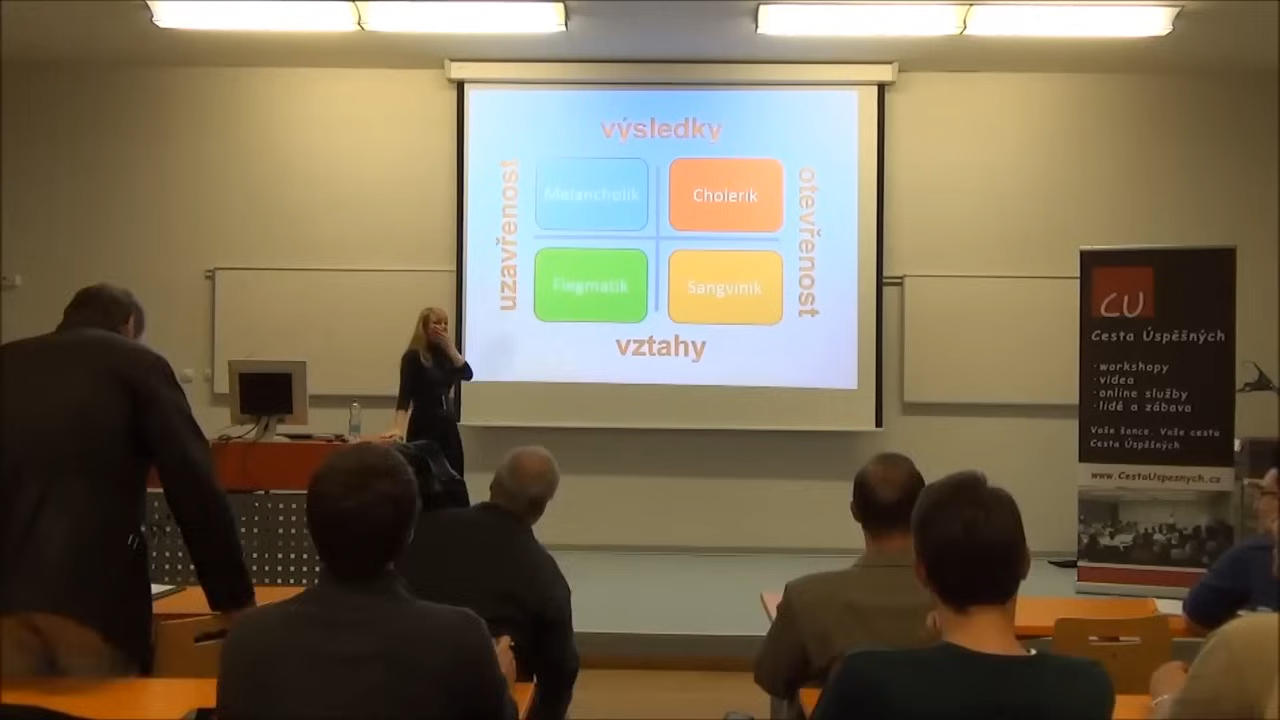 výsledky
uzavřenost
Melancholik
Cholerik
otevřenost
Flegmatik
Sangvinik
vztahy
CU
Cesta Úspěšných
·workshopy
·videa
·online služby
·lidé a zábava
Vaše šance. Vaše cesta
Cesta Úspěšných
www.CestaUspesnych.cz